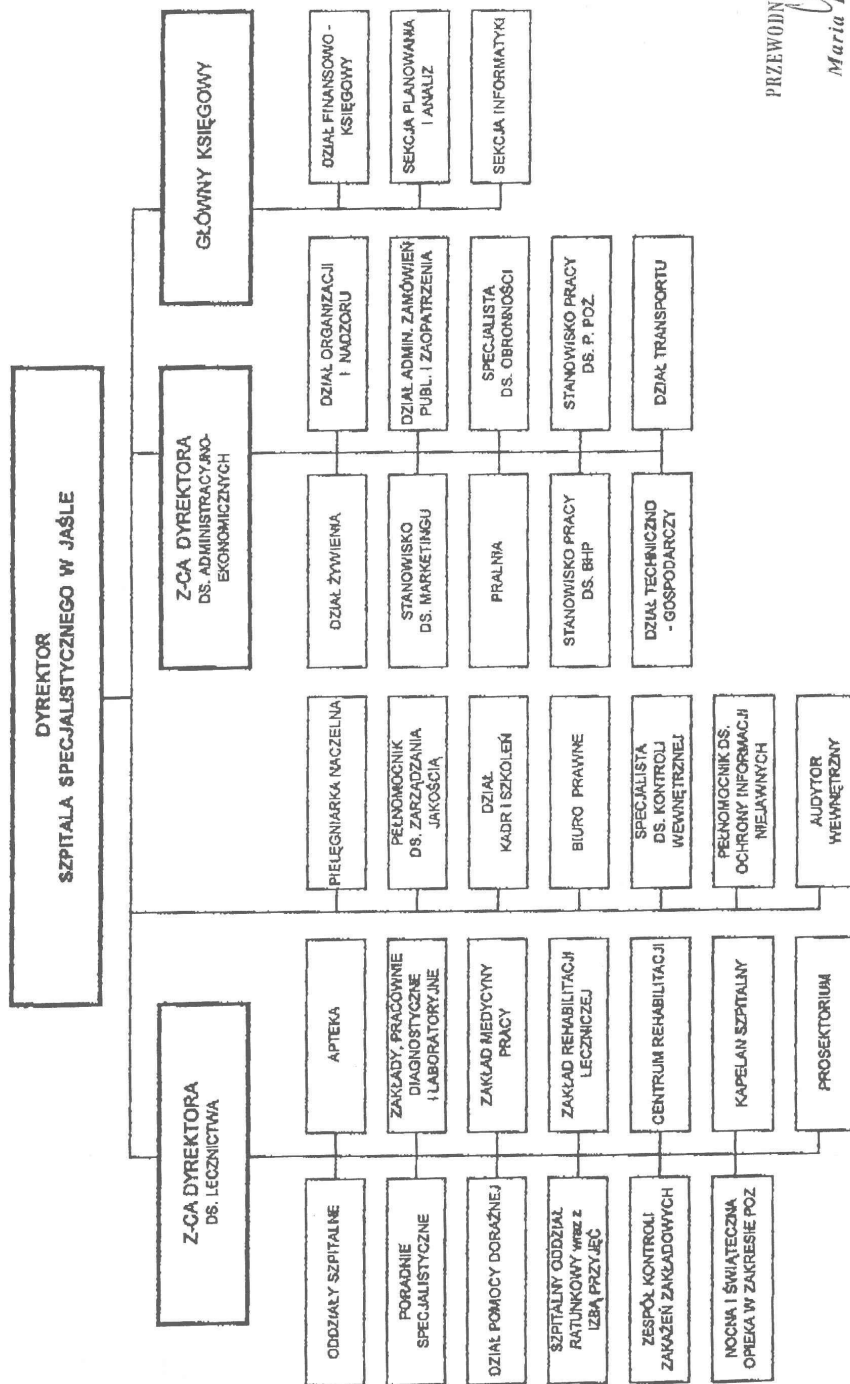 DYREKTOR
SZPITALA SPECJALISTYCZNEGO W JAŚLE
Z-CA DYREKTORA
DS. LECZNICTWA
ODDZIAŁY SZPITALNE
APTEKA
PORADNIE
SPECJALISTYCZNE
ZAKŁADY, PRACOWNIE
DIAGNOSTYCZNE
I LABORATORYJNE
DZIAŁ POMOCY DORAŹNEJ
ZAKŁAD MEDYCYNY
PRACY
SZPITALNY ODDZIAŁ
RATUNKOWY wraz z
IZBĄ PRZYJĘĆ
ZAKŁAD REHABILITACJI
LECZNICZEJ
ZESPÓŁ KONTROLI
ZAKAŻEŃ ZAKŁADOWYCH
CENTRUM REHABILITACJI
NOCNA I ŚWIĄTECZNA
OPIEKA W ZAKRESIE POZ
KAPELAN SZPITALNY
PROSEKTORIUM
PIELĘGNIARKA NACZELNA
PEŁNOMOCNIK
DS. ZARZĄDZANIA
JAKOŚCIĄ
DZIAŁ
KADR I SZKOLEŃ
BIURO PRAWNE
SPECJALISTA
DS. KONTROLI
WEWNĘTRZNEJ
PEŁNOMOCNIK DS.
OCHRONY INFORMACJI
NIEJAWNYCH
AUDYTOR
WEWNĘTRZNY
Z-CA DYREKTORA
DS. ADMINISTRACYJNO-
EKONOMICZNYCH
DZIAŁ ŻYWIENIA
DZIAŁ ORGANIZACJI
I NADZORU
STANOWISKO
DS. MARKETINGU
DZIAŁ ADMIN. ZAMÓWIEŃ
PUBL. I ZAOPATRZENIA
PRALNIA
SPECJALISTA
DS. OBRONNOŚCI
STANOWISKO PRACY
DS. BHP
STANOWISKO PRACY
DS. P. POŻ.
DZIAŁ TECHNICZNO
- GOSPODARCZY
DZIAŁ TRANSPORTU
GŁÓWNY KSIĘGOWY
DZIAŁ FINANSOWO -
KSIĘGOWY
SEKCJA PLANOWANIA
I ANALIZ
SEKCJA INFORMATYKI
PRZEWODN
Maria